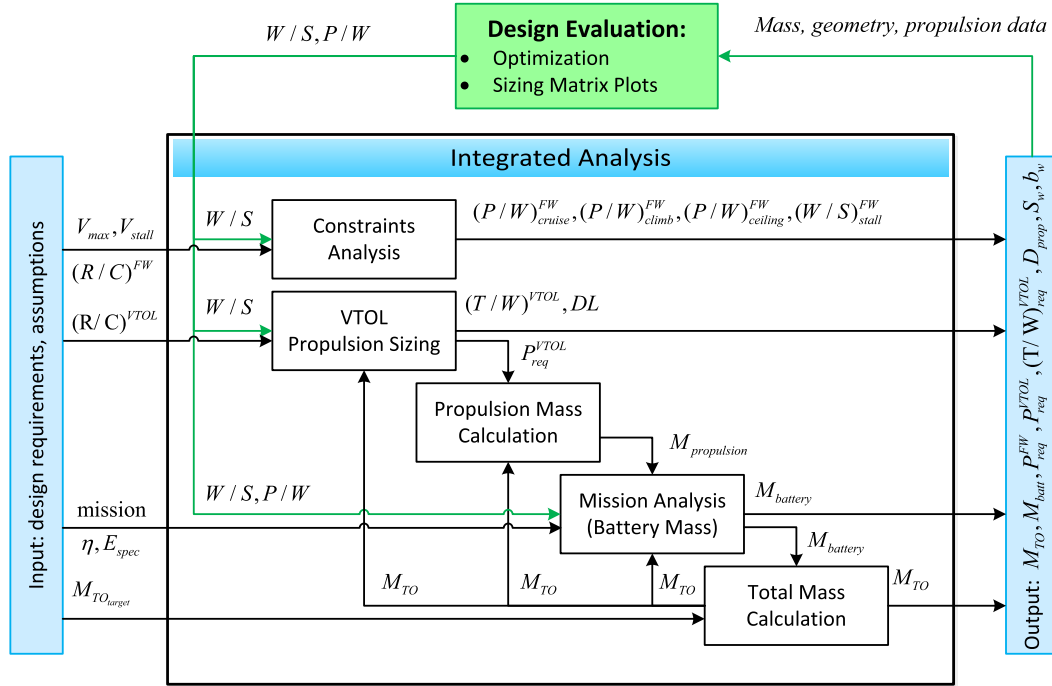 W / S, P / W
Design Evaluation:
• Optimization
• Sizing Matrix Plots
Mass, geometry, propulsion data
Integrated Analysis
Input: design requirements, assumptions
V_max, V_stall
(R / C)^FW
W / S
Constraints
Analysis
(P / W)^FW_cruise, (P / W)^FW_climb, (P / W)^FW_ceiling, (W / S)^FW_stall
(R/ C)^VTOL
W / S
VTOL
Propulsion Sizing
(T / W)^VTOL, DL
P^VTOL_req
Propulsion Mass
Calculation
M_propulsion
W / S, P / W
mission
η, E_spec
Mission Analysis
(Battery Mass)
M_battery
M_battery
M_TO_target
M_TO
M_TO
M_TO
Total Mass
Calculation
M_TO
Output: M_TO, M_batt, P^FW_req, P^VTOL_req, (T/ W)^VTOL_req, D_prop, S_w, b_w